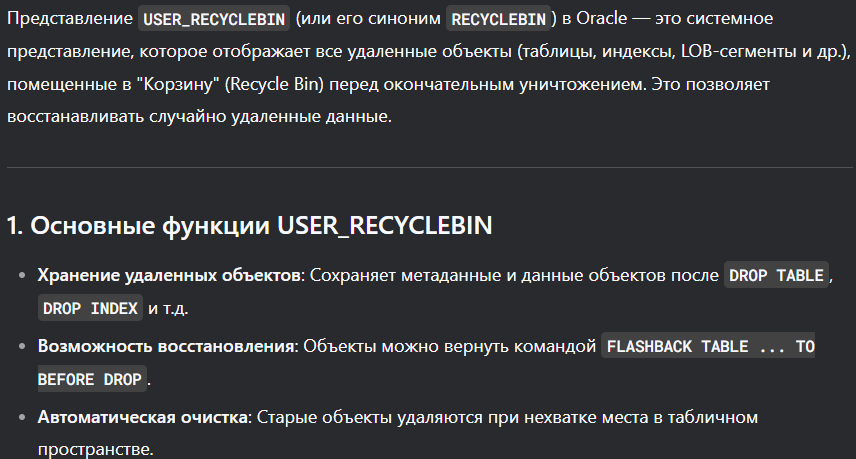 Представление USER_RECYCLEBIN (или его синоним RECYCLEBIN) в Oracle — это системное
представление, которое отображает все удаленные объекты (таблицы, индексы, LOB-сегменты и др.),
помещенные в "Корзину" (Recycle Bin) перед окончательным уничтожением. Это позволяет
восстанавливать случайно удаленные данные.
1. Основные функции USER_RECYCLEBIN
• Хранение удаленных объектов: Сохраняет метаданные и данные объектов после DROP TABLE,
DROP INDEX и т.д.
• Возможность восстановления: Объекты можно вернуть командой FLASHBACK TABLE ... TO
BEFORE DROP.
• Автоматическая очистка: Старые объекты удаляются при нехватке места в табличном
пространстве.